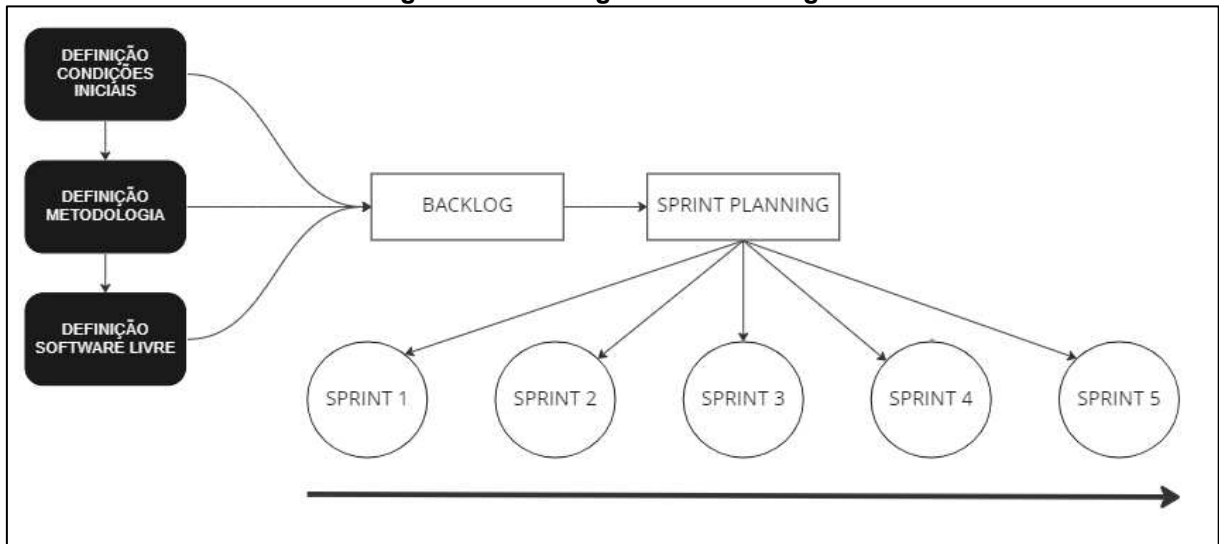 DEFINIÇÃO
CONDIÇÕES
INICIAIS
DEFINIÇÃO
METODOLOGIA
DEFINIÇÃO
SOFTWARE LIVRE
BACKLOG
SPRINT PLANNING
SPRINT 1
SPRINT 2
SPRINT 3
SPRINT 4
SPRINT 5